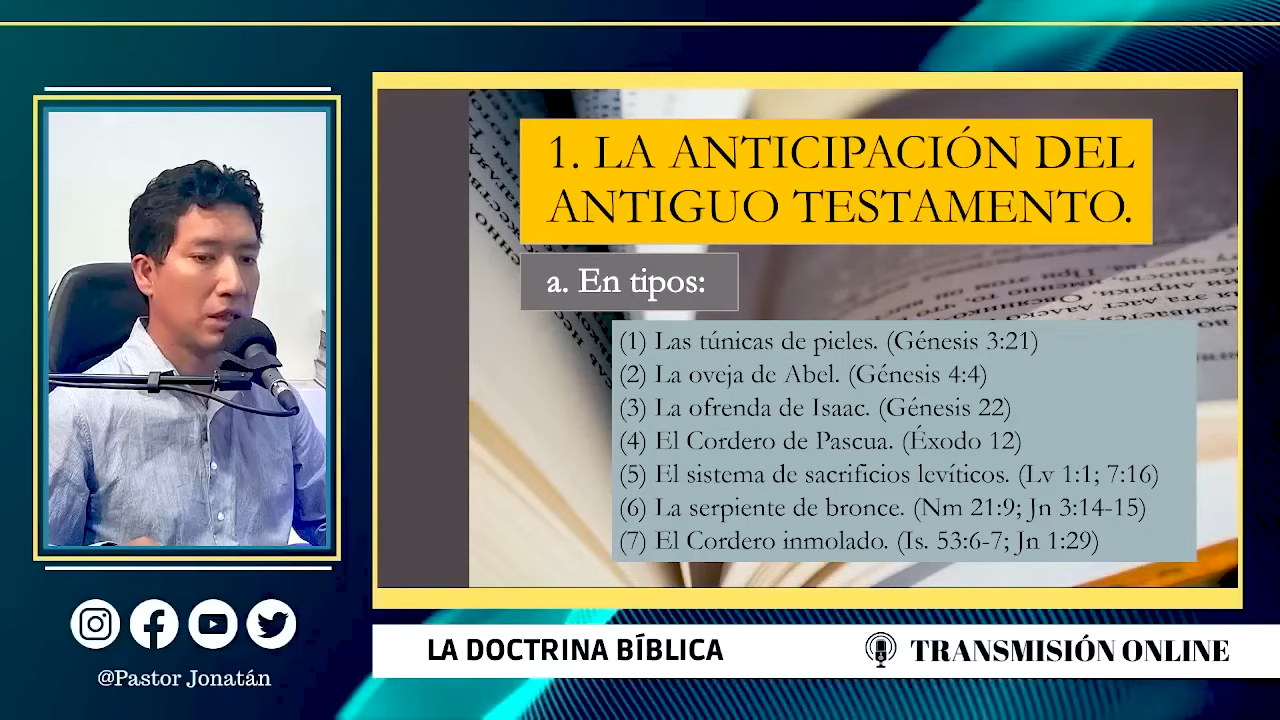 1. LA ANTICIPACIÓN DEL
ANTIGUO TESTAMENTO.
a. En tipos:
(1) Las túnicas de pieles. (Génesis 3:21)
(2) La oveja de Abel. (Génesis 4:4)
(3) La ofrenda de Isaac. (Génesis 22)
(4) El Cordero de Pascua. (Éxodo 12)
(5) El sistema de sacrificios levíticos. (Lv 1:1; 7:16)
(6) La serpiente de bronce. (Nm 21:9; Jn 3:14-15)
(7) El Cordero inmolado. (Is. 53:6-7; Jn 1:29)
@Pastor Jonatán
LA DOCTRINA BÍBLICA
TRANSMISIÓN ONLINE